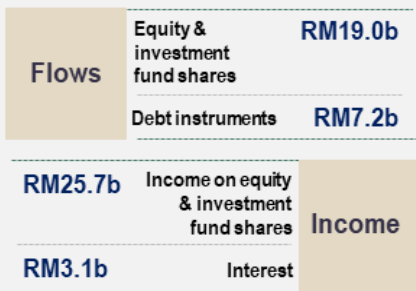 Flows
Equity &
investment
fund shares
RM19.0b
Debt instruments
RM7.2b
RM25.7b
Income on equity
& investment
fund shares
Income
RM3.1b
Interest